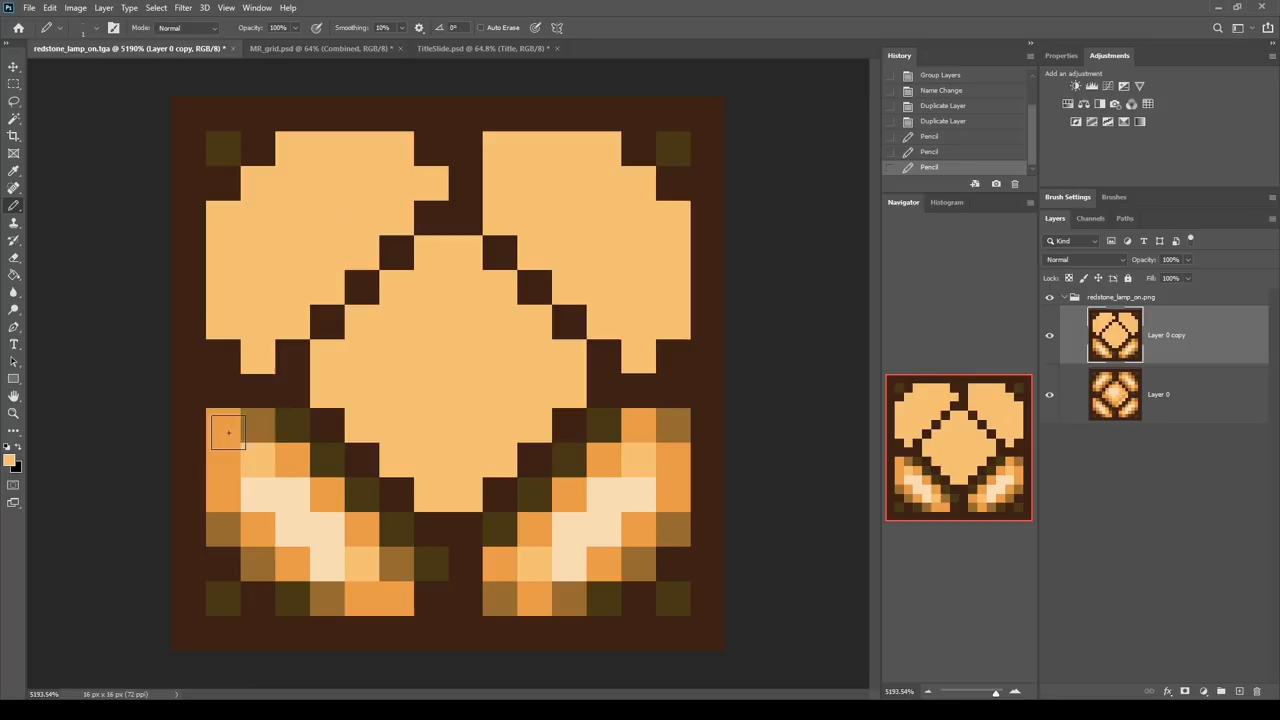 Ps File Edit Image Layer Type Select Filter 3D View Window Help
1 Mode: Normal Opacity: 100% Smoothing: 10% 0° Auto Erase
redstone_lamp_on.tga @ 5190% (Layer 0 copy, RGB/8) * × MR_grid.psd @ 64% (Combined, RGB/8) * × TitleSlide.psd @ 64.8% (Title, RGB/8) * ×
History
Group Layers
Name Change
Duplicate Layer
Duplicate Layer
Pencil
Pencil
Pencil
Navigator Histogram
5193.54%
Properties Adjustments
Add an adjustment
Brush Settings Brushes
Layers Channels Paths
Kind
Normal Opacity: 100%
Lock: Fill: 100%
redstone_lamp_on.png
Layer 0 copy
Layer 0
fx
5193.54% 16 px x 16 px (72 ppi)